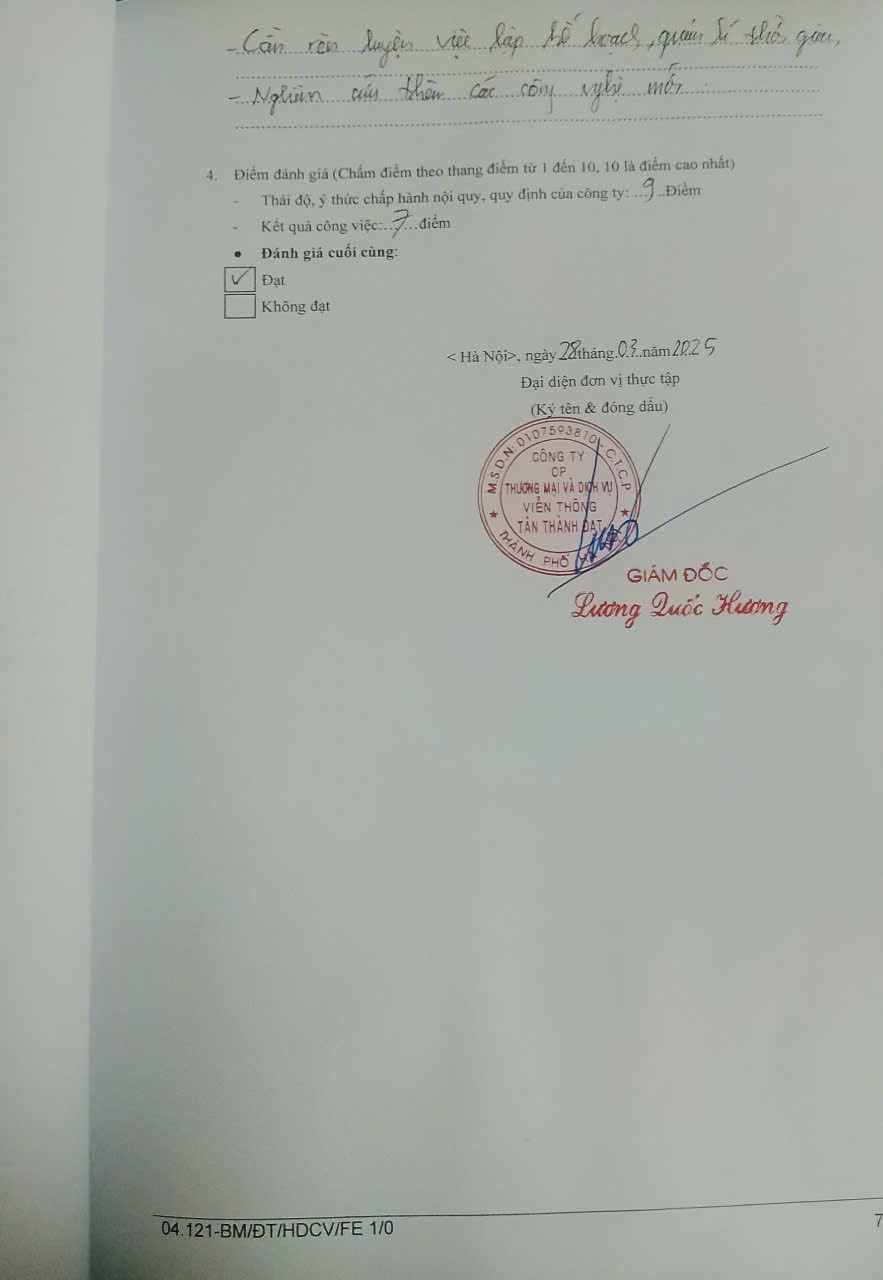 - Cần rèn luyện việc lập kế hoạch, quản lí thời gian,
- Nghiên cứu thêm các công nghệ mới
4. Điểm đánh giá (Chấm điểm theo thang điểm từ 1 đến 10, 10 là điểm cao nhất)
- Thái độ, ý thức chấp hành nội quy, quy định của công ty: ...9...Điểm
- Kết quả công việc:...7...điểm
• Đánh giá cuối cùng:
Đạt
Không đạt
< Hà Nội>, ngày 28 tháng 03 năm 2025
Đại diện đơn vị thực tập
(Ký tên & đóng dấu)
M.S.D.N: 0107593810 - C.T.C.P
CÔNG TY
CP
THƯƠNG MẠI VÀ DỊCH VỤ
VIỄN THÔNG
TÂN THÀNH ĐẠT
THÀNH PHỐ
GIÁM ĐỐC
Lương Quốc Hương
04.121-BM/ĐT/HDCV/FE 1/0
7